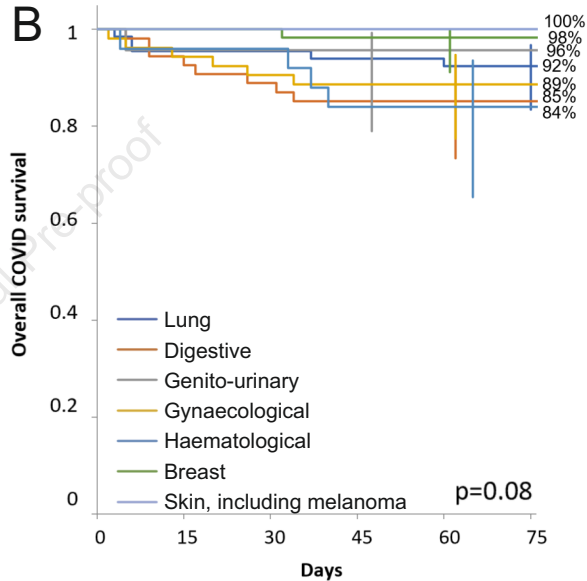 B
100%
98%
96%
92%
89%
85%
84%
1
0.8
0.6
0.4
0.2
0
Overall COVID survival
Pre-proof
Lung
Digestive
Genito-urinary
Gynaecological
Haematological
Breast
Skin, including melanoma
p=0.08
0 15 30 45 60 75
Days